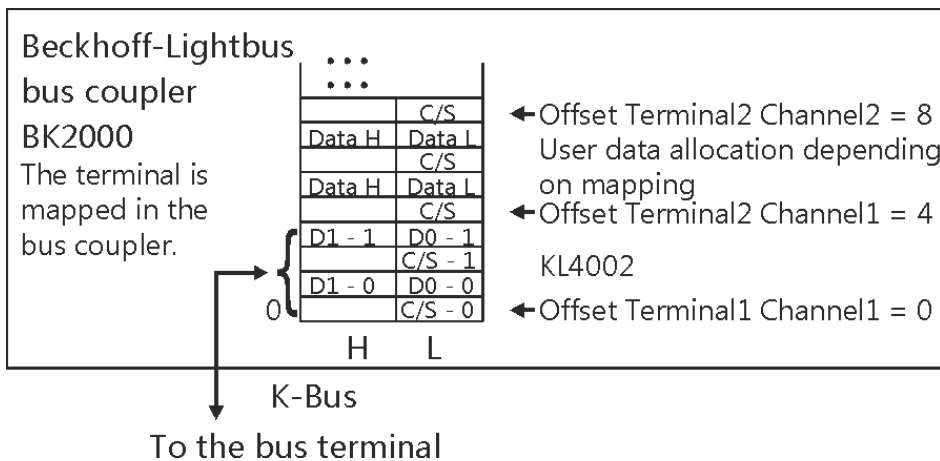 Beckhoff-Lightbus
bus coupler
BK2000
The terminal is
mapped in the
bus coupler.
C/S
Data H Data L
C/S
Data H Data L
C/S
D1 - 1 D0 - 1
C/S - 1
D1 - 0 D0 - 0
0 C/S - 0
H L
Offset Terminal2 Channel2 = 8
User data allocation depending
on mapping
Offset Terminal2 Channel1 = 4
KL4002
Offset Terminal1 Channel1 = 0
K-Bus
To the bus terminal